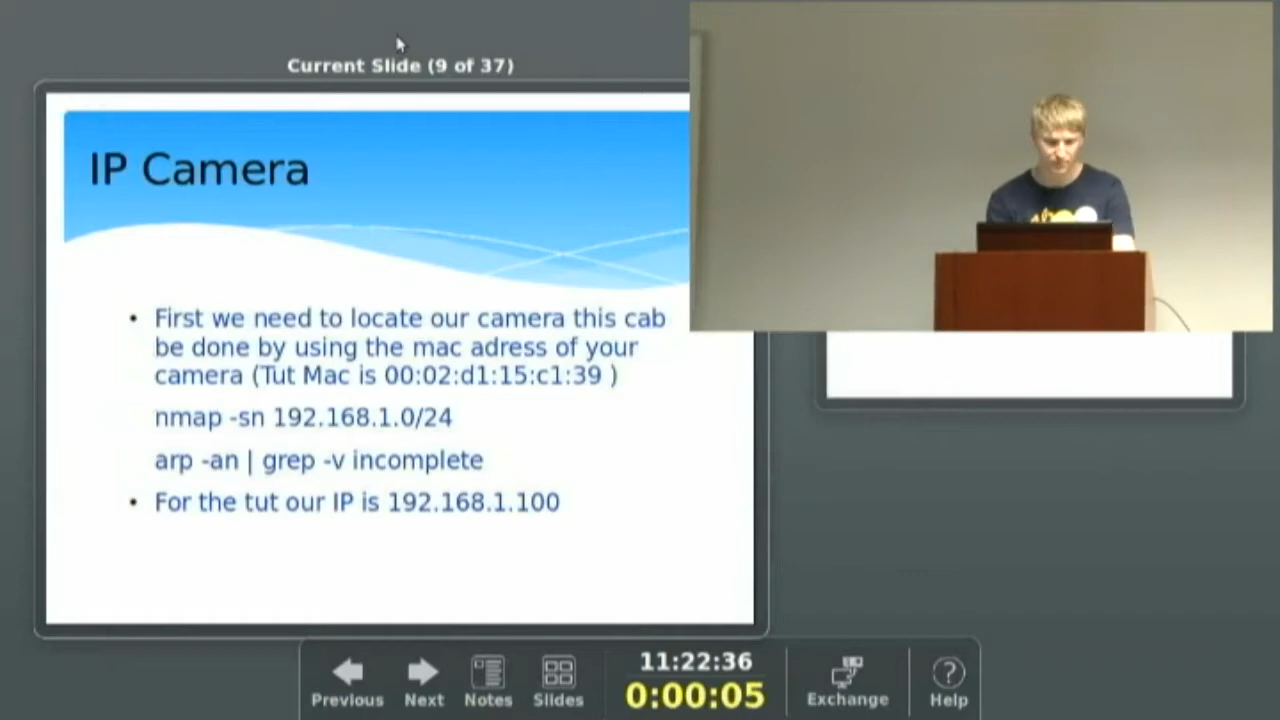 Current Slide (9 of 37)
IP Camera
• First we need to locate our camera this cab
be done by using the mac adress of your
camera (Tut Mac is 00:02:d1:15:c1:39 )
nmap -sn 192.168.1.0/24
arp -an | grep -v incomplete
• For the tut our IP is 192.168.1.100
11:22:36
0:00:05
Previous
Next
Notes
Slides
Exchange
Help